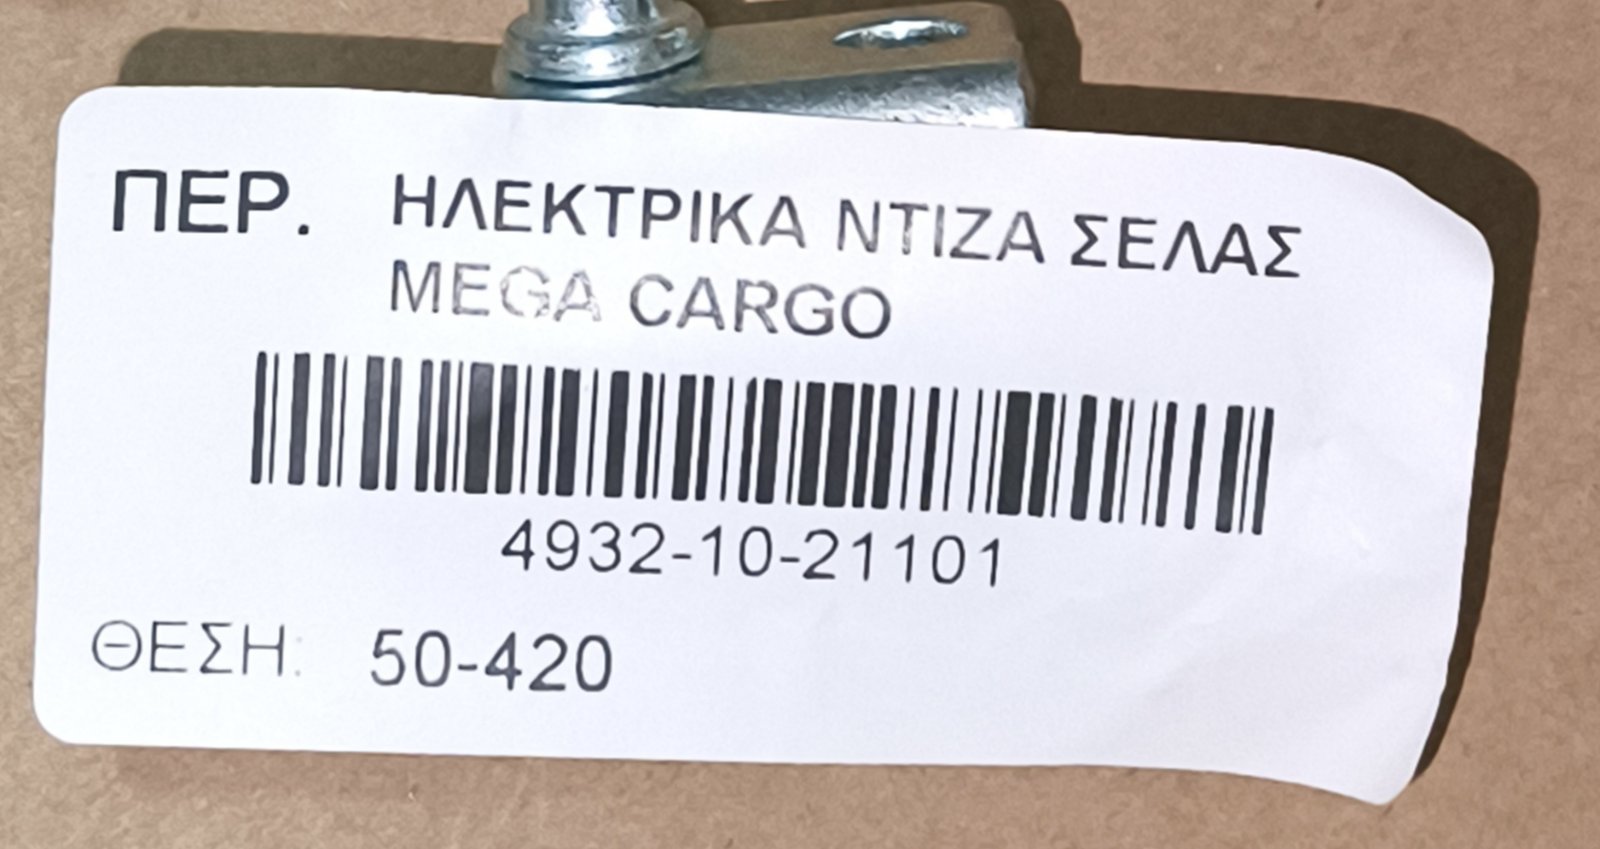 ΠΕΡ. ΗΛΕΚΤΡΙΚΑ ΝΤΙΖΑ ΣΕΛΑΣ
MEGA CARGO
4932-10-21101
ΘΕΣΗ: 50-420